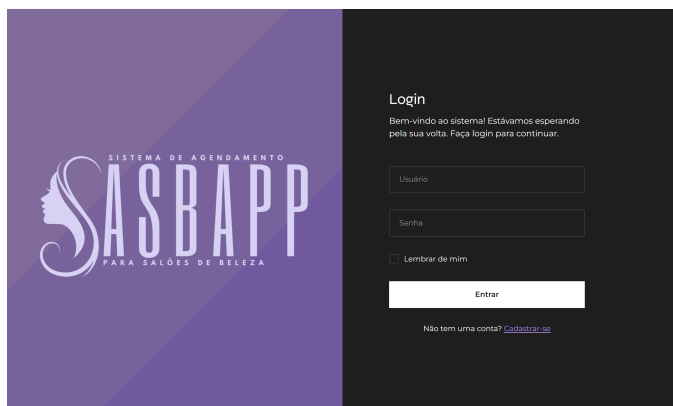 SISTEMA DE AGENDAMENTO
SASBAPP
PARA SALÕES DE BELEZA
Login
Bem-vindo ao sistema! Estávamos esperando
pela sua volta. Faça login para continuar.
Usuário
Senha
Lembrar de mim
Entrar
Não tem uma conta? Cadastrar-se